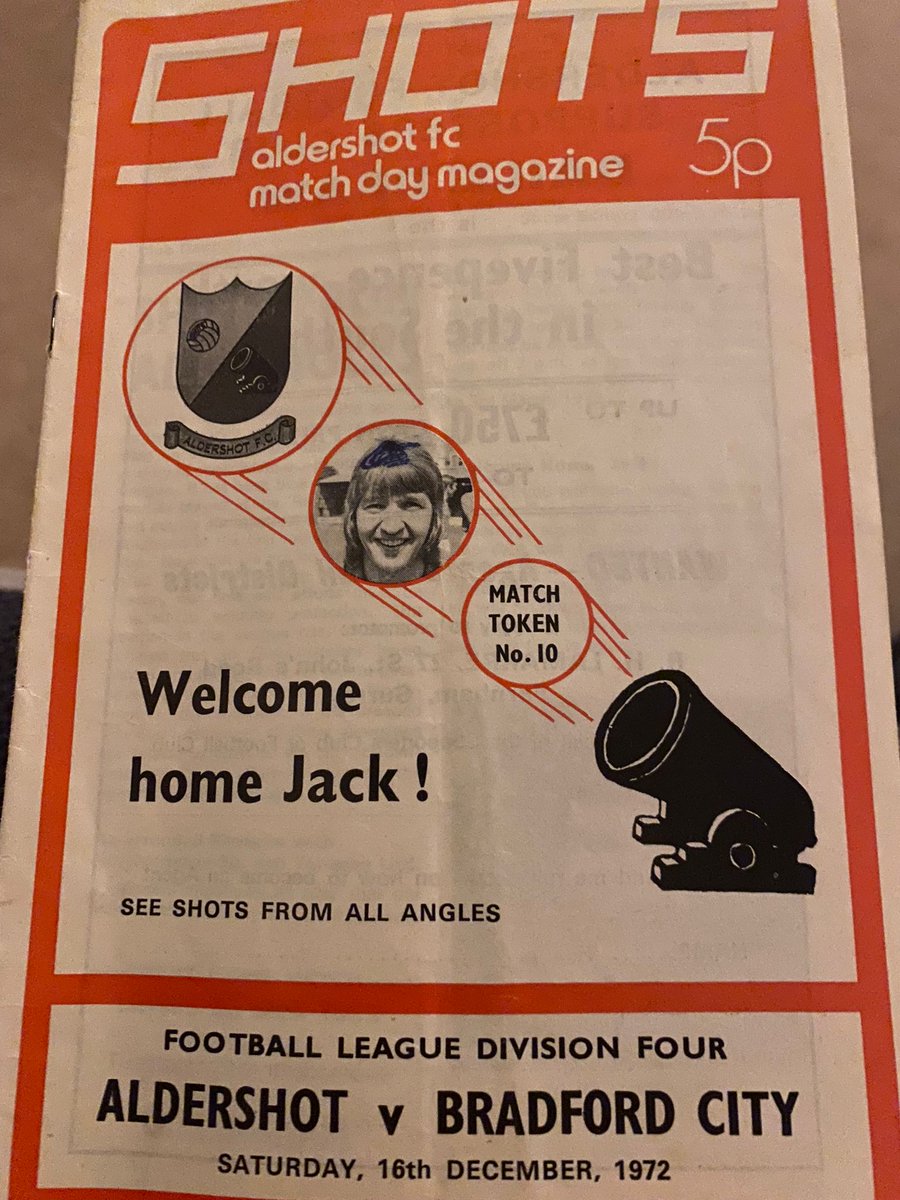 SHOTS
aldershot fc
match day magazine
5p
ALDERSHOT F.C.
MATCH
TOKEN
No. 10
Welcome
home Jack !
SEE SHOTS FROM ALL ANGLES
FOOTBALL LEAGUE DIVISION FOUR
ALDERSHOT v BRADFORD CITY
SATURDAY, 16th DECEMBER, 1972